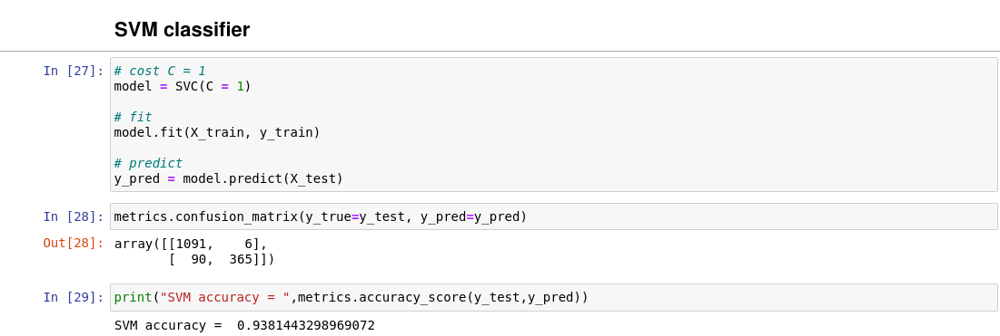 SVM classifier
In [27]:
# cost C = 1
model = SVC(C = 1)
# fit
model.fit(X_train, y_train)
# predict
y_pred = model.predict(X_test)
In [28]: metrics.confusion_matrix(y_true=y_test, y_pred=y_pred)
Out[28]: array([[1091,    6],
       [  90,  365]])
In [29]: print("SVM accuracy = ",metrics.accuracy_score(y_test,y_pred))
SVM accuracy =  0.9381443298969072